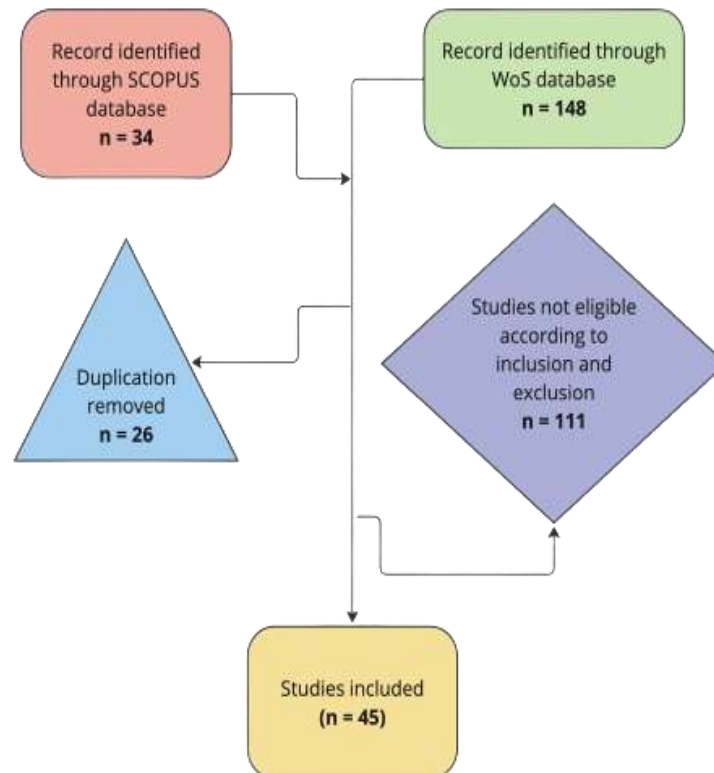 Record identified
through SCOPUS
database
n = 34
Record identified through
WoS database
n = 148
Duplication
removed
n = 26
Studies not eligible
according to
inclusion and
exclusion
n = 111
Studies included
(n = 45)